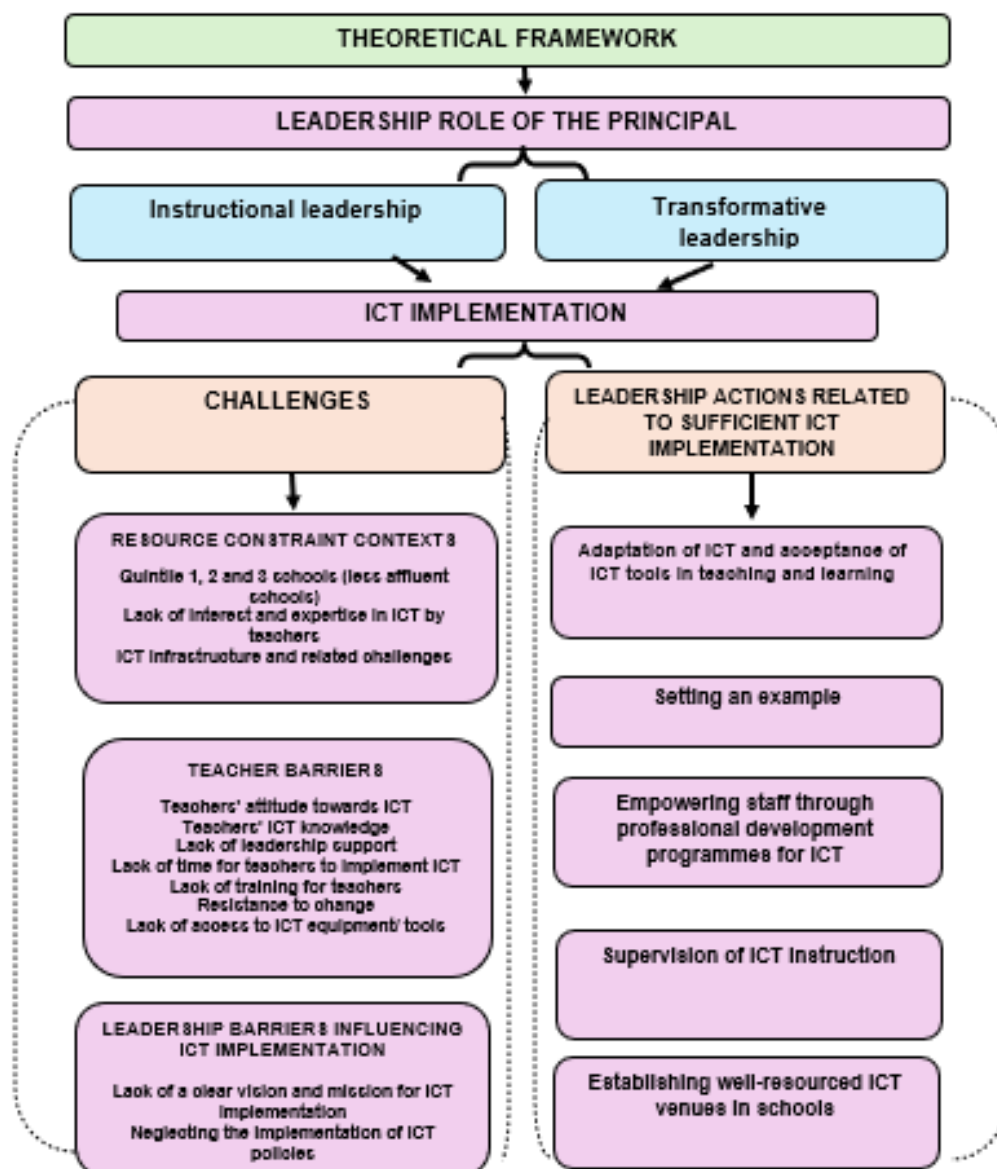 THEORETICAL FRAMEWORK
LEADERSHIP ROLE OF THE PRINCIPAL
Instructional leadership
Transformative
leadership
ICT IMPLEMENTATION
CHALLENGES
RESOURCE CONSTRAINT CONTEXTS
Quintile 1, 2 and 3 schools (less affluent
schools)
Lack of interest and expertise in ICT by
teachers
ICT infrastructure and related challenges
TEACHER BARRIERS
Teachers' attitude towards ICT
Teachers' ICT knowledge
Lack of leadership support
Lack of time for teachers to implement ICT
Lack of training for teachers
Resistance to change
Lack of access to ICT equipment/ tools
LEADERSHIP BARRIERS INFLUENCING
ICT IMPLEMENTATION
Lack of a clear vision and mission for ICT
implementation
Neglecting the implementation of ICT
policies
LEADERSHIP ACTIONS RELATED
TO SUFFICIENT ICT
IMPLEMENTATION
Adaptation of ICT and acceptance of
ICT tools in teaching and learning
Setting an example
Empowering staff through
professional development
programmes for ICT
Supervision of ICT instruction
Establishing well-resourced ICT
venues in schools